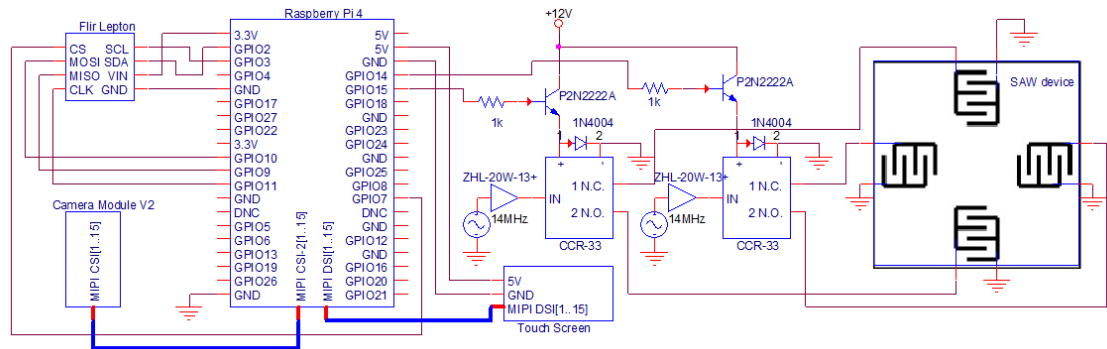 Raspberry Pi 4
+12V
Flir Lepton
CS SCL
MOSI SDA
MISO VIN
CLK GND
3.3V
GPIO2
GPIO3
GPIO4
GND
GPIO17
GPIO27
GPIO22
3.3V
GPIO10
GPIO9
GPIO11
GND
DNC
GPIO5
GPIO6
GPIO13
GPIO19
GPIO26
GND
5V
5V
GND
GPIO14
GPIO15
GPIO18
GND
GPIO23
GPIO24
GND
GPIO25
GPIO8
GPIO7
DNC
GND
GPIO12
GND
GPIO16
GPIO20
GPIO21
MIPI CSI-2[1..15]
MIPI DSI[1..15]
Camera Module V2
MIPI CSI[1..15]
5V
GND
MIPI DSI[1..15]
Touch Screen
1k
P2N2222A
1N4004
1 2
+ -
ZHL-20W-13+
IN
1 N.C.
2 N.O.
14MHz
CCR-33
1k
P2N2222A
1N4004
1 2
+ -
ZHL-20W-13+
IN
1 N.C.
2 N.O.
14MHz
CCR-33
SAW device